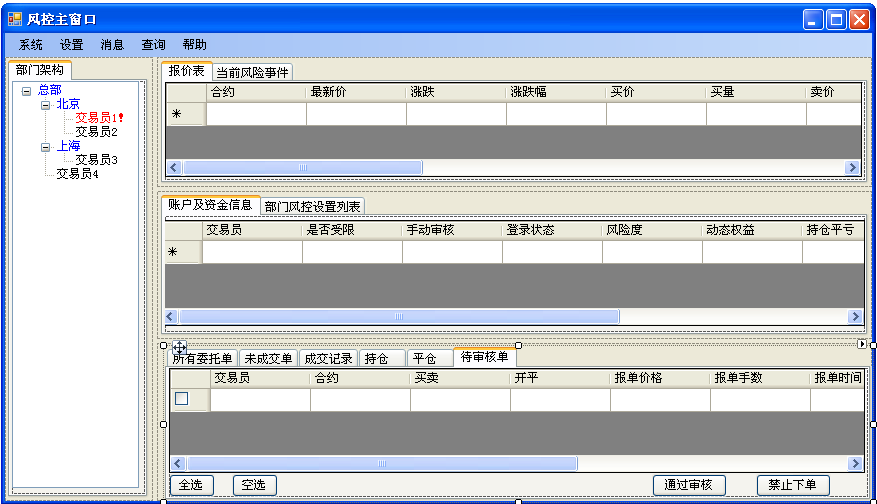 风控主窗口
系统 设置 消息 查询 帮助
部门架构
总部
北京
交易员1!
交易员2
上海
交易员3
交易员4
报价表 当前风险事件
合约 最新价 涨跌 涨跌幅 买价 买量 卖价
账户及资金信息 部门风控设置列表
交易员 是否受限 手动审核 登录状态 风险度 动态权益 持仓平亏
所有委托单 未成交单 成交记录 持仓 平仓 待审核单
交易员 合约 买卖 开平 报单价格 报单手数 报单时间
全选 空选 通过审核 禁止下单